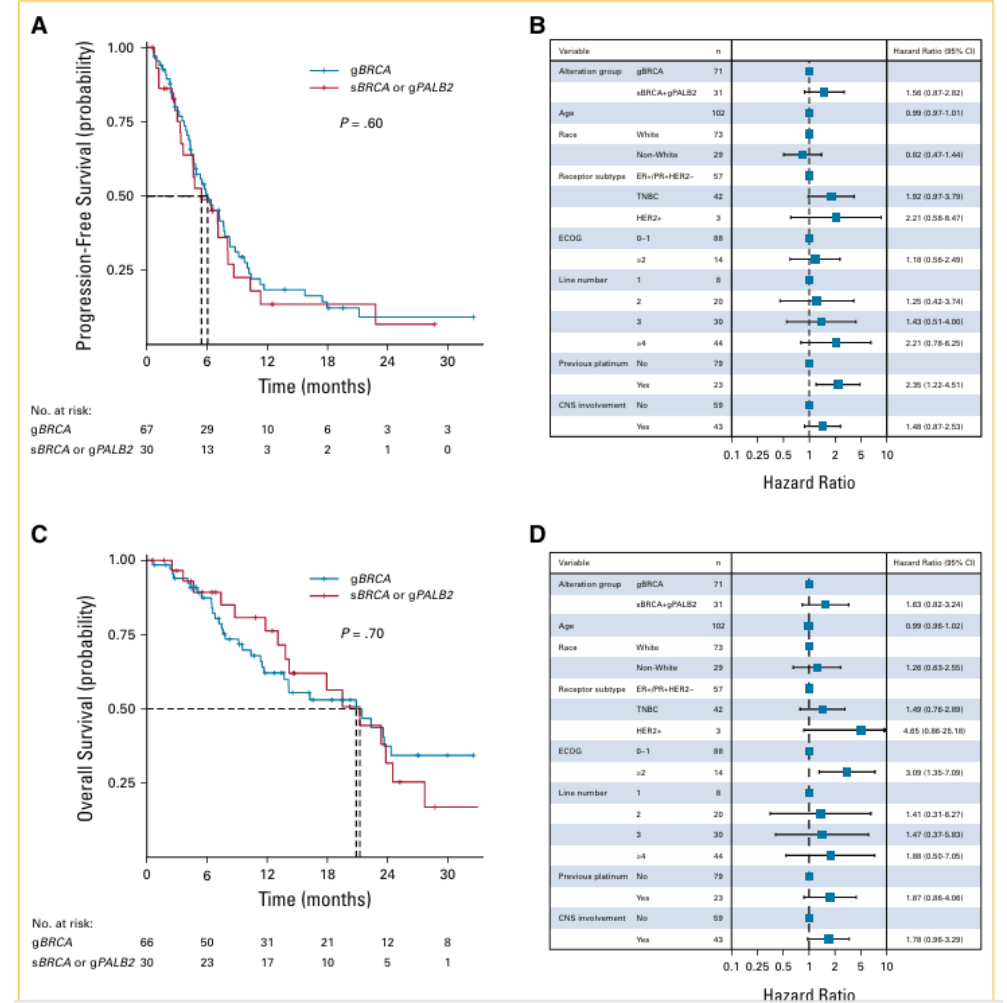 A
Progression-Free Survival (probability)
1.00
0.75
0.50
0.25
gBRCA
sBRCA or gPALB2
P = .60
0 6 12 18 24 30
Time (months)
No. at risk:
gBRCA 67 29 10 6 3 3
sBRCA or gPALB2 30 13 3 2 1 0
B
Variable n Hazard Ratio (95% CI)
Alteration group gBRCA 71
sBRCA+gPALB2 31 1.56 (0.87-2.82)
Age 102 0.99 (0.97-1.01)
Race White 73
Non-White 29 0.82 (0.47-1.44)
Receptor subtype ER+/PR+HER2– 57
TNBC 42 1.92 (0.97-3.79)
HER2+ 3 2.21 (0.58-8.47)
ECOG 0–1 88
≥2 14 1.18 (0.56-2.49)
Line number 1 8
2 20 1.25 (0.42-3.74)
3 30 1.43 (0.51-4.00)
≥4 44 2.21 (0.78-6.25)
Previous platinum No 79
Yes 23 2.35 (1.22-4.51)
CNS involvement No 59
Yes 43 1.48 (0.87-2.53)
0.1 0.25 0.5 1 2 5 10
Hazard Ratio
C
Overall Survival (probability)
1.00
0.75
0.50
0.25
gBRCA
sBRCA or gPALB2
P = .70
0 6 12 18 24 30
Time (months)
No. at risk:
gBRCA 66 50 31 21 12 8
sBRCA or gPALB2 30 23 17 10 5 1
D
Variable n Hazard Ratio (95% CI)
Alteration group gBRCA 71
sBRCA+gPALB2 31 1.63 (0.82-3.24)
Age 102 0.99 (0.96-1.02)
Race White 73
Non-White 29 1.26 (0.63-2.55)
Receptor subtype ER+/PR+HER2– 57
TNBC 42 1.49 (0.76-2.89)
HER2+ 3 4.65 (0.86-25.18)
ECOG 0–1 88
≥2 14 3.09 (1.35-7.09)
Line number 1 8
2 20 1.41 (0.31-6.27)
3 30 1.47 (0.37-5.83)
≥4 44 1.88 (0.50-7.05)
Previous platinum No 79
Yes 23 1.87 (0.86-4.06)
CNS involvement No 59
Yes 43 1.78 (0.96-3.29)
0.1 0.25 0.5 1 2 5 10
Hazard Ratio